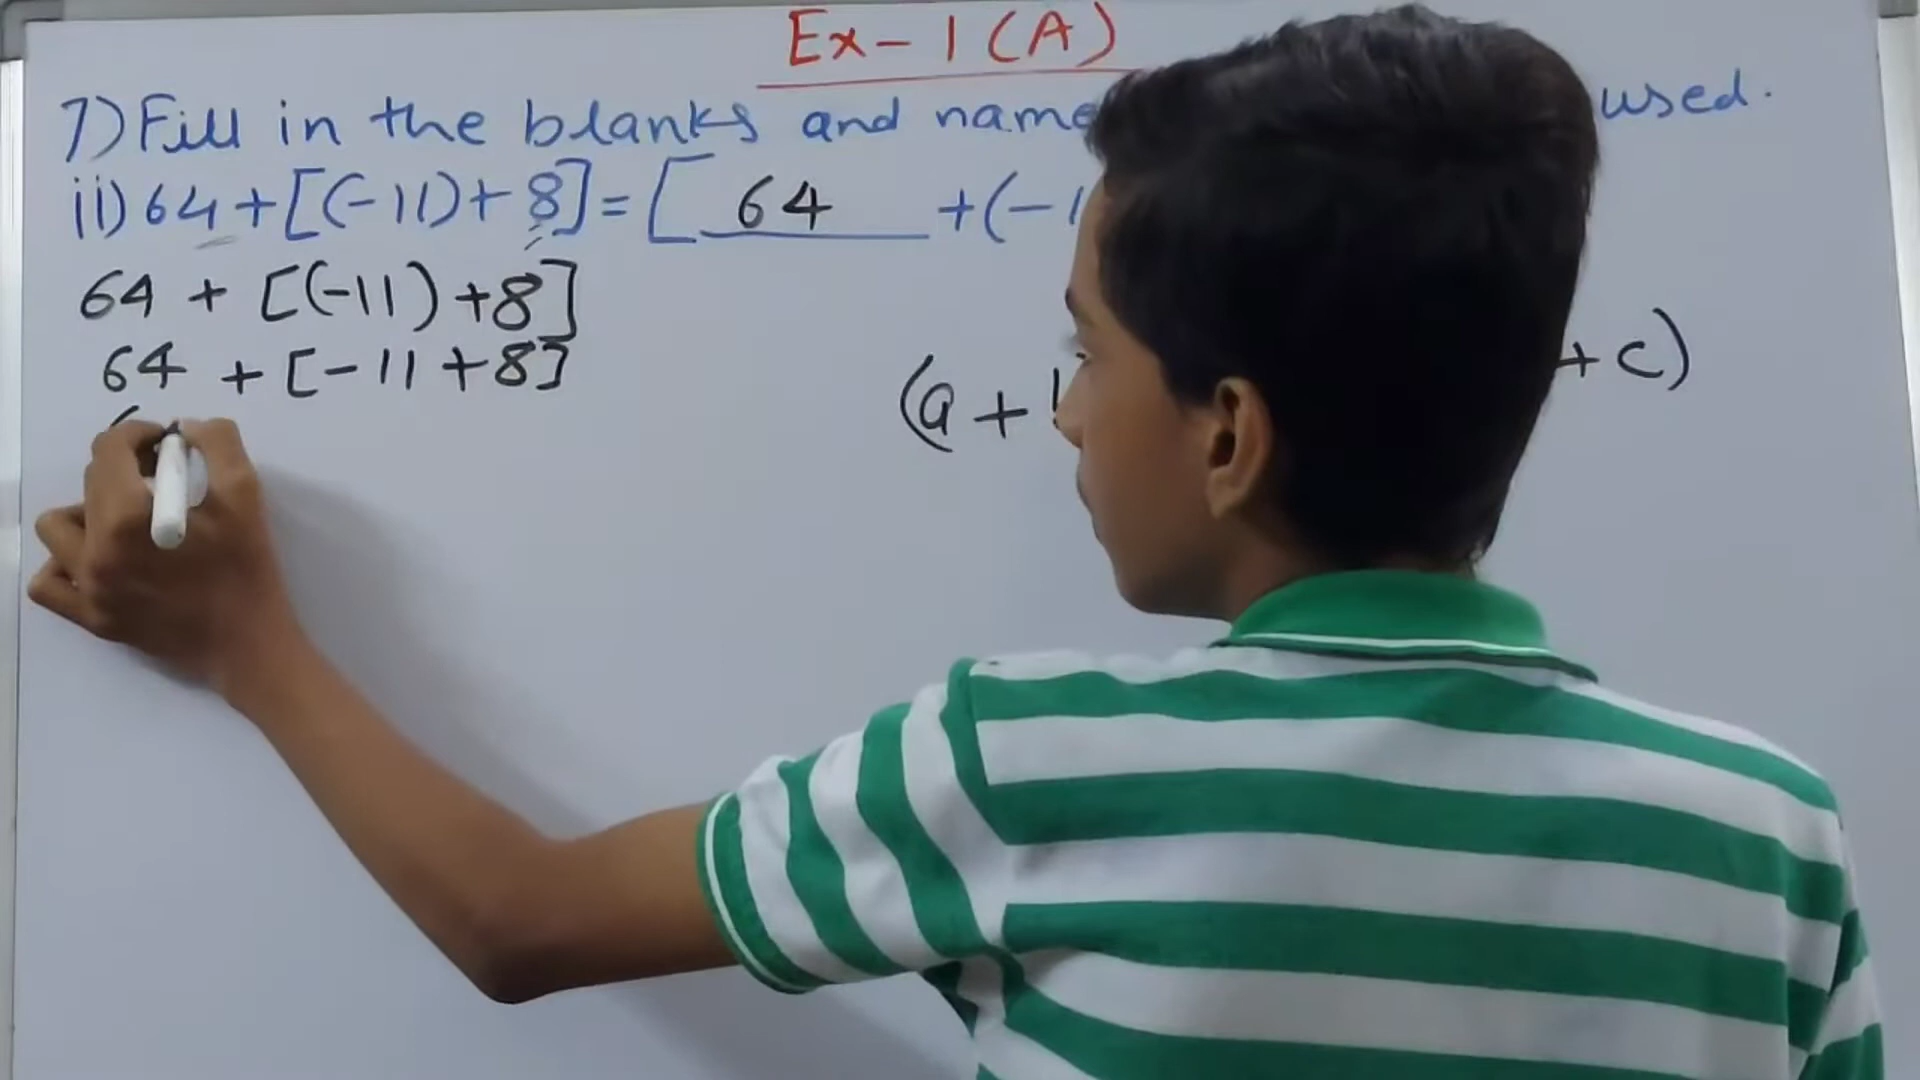 Ex-1(A)
7) Fill in the blanks and name used.
ii) 64+[(-11)+8]=[ 64 +(-1
64 + [(-11)+8]
64 + [-11+8]
(a+ +c)